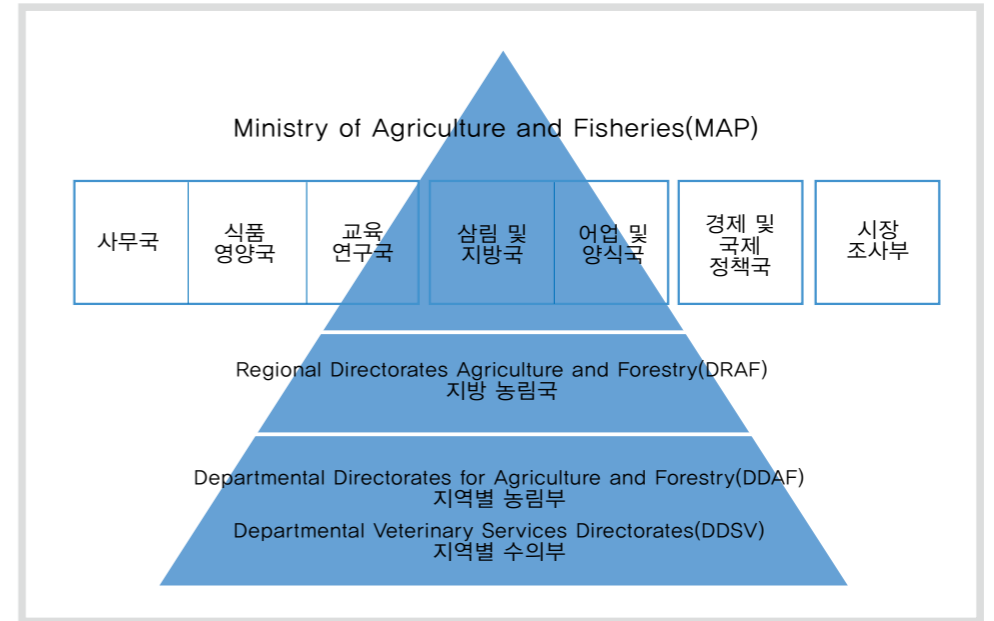 Ministry of Agriculture and Fisheries(MAP)
사무국
식품
영양국
교육
연구국
삼림 및
지방국
어업 및
양식국
경제 및
국제
정책국
시장
조사부
Regional Directorates Agriculture and Forestry(DRAF)
지방 농림국
Departmental Directorates for Agriculture and Forestry(DDAF)
지역별 농림부
Departmental Veterinary Services Directorates(DDSV)
지역별 수의부